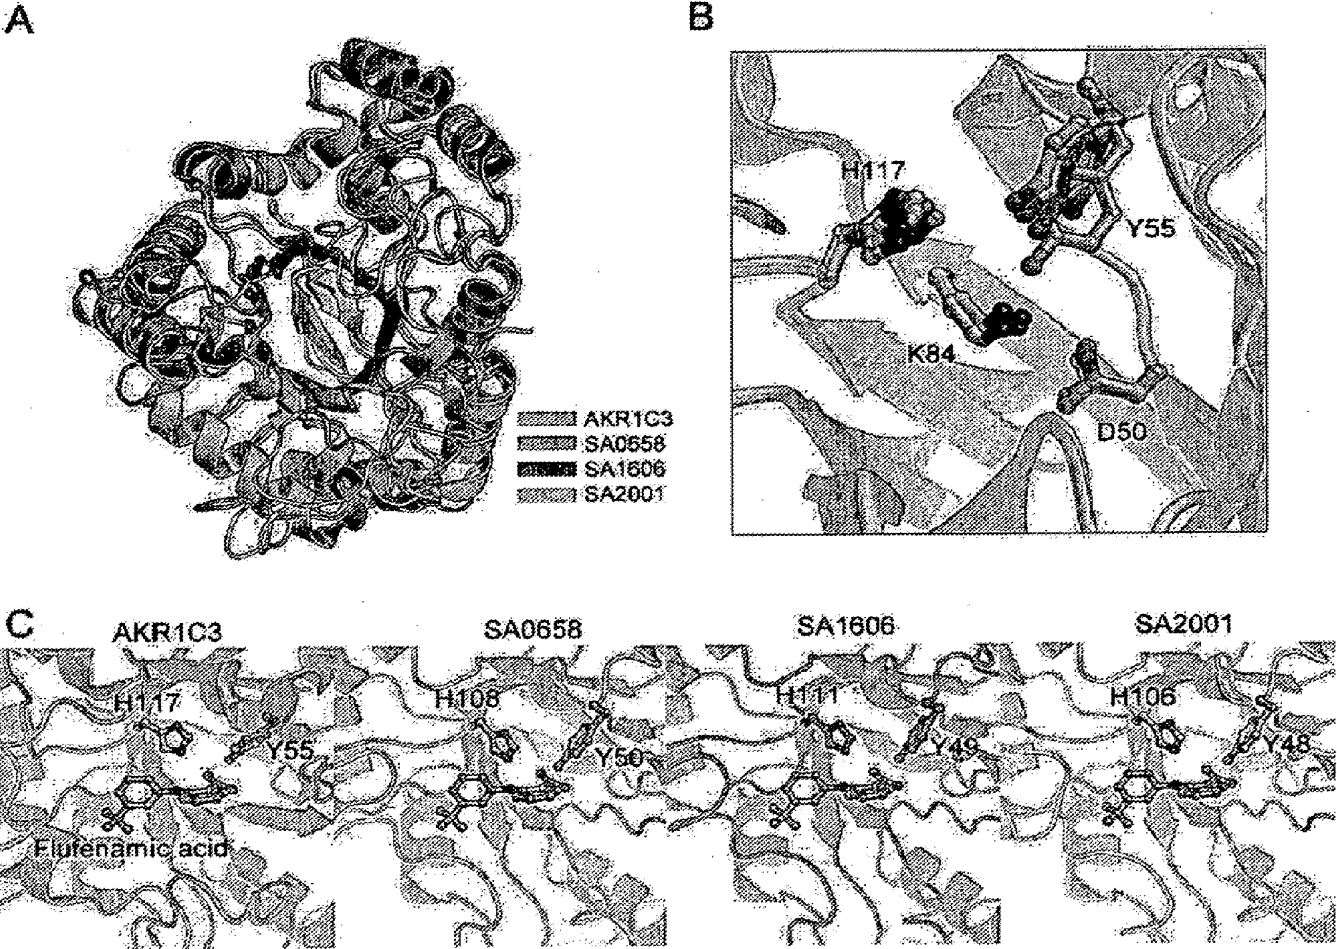 A
B
H117
Y55
K84
D50
AKR1C3
SA0658
SA1606
SA2001
C
AKR1C3
SA0658
SA1606
SA2001
H117
Y55
H108
Y50
H111
Y49
H106
Y48
Flufenamic acid